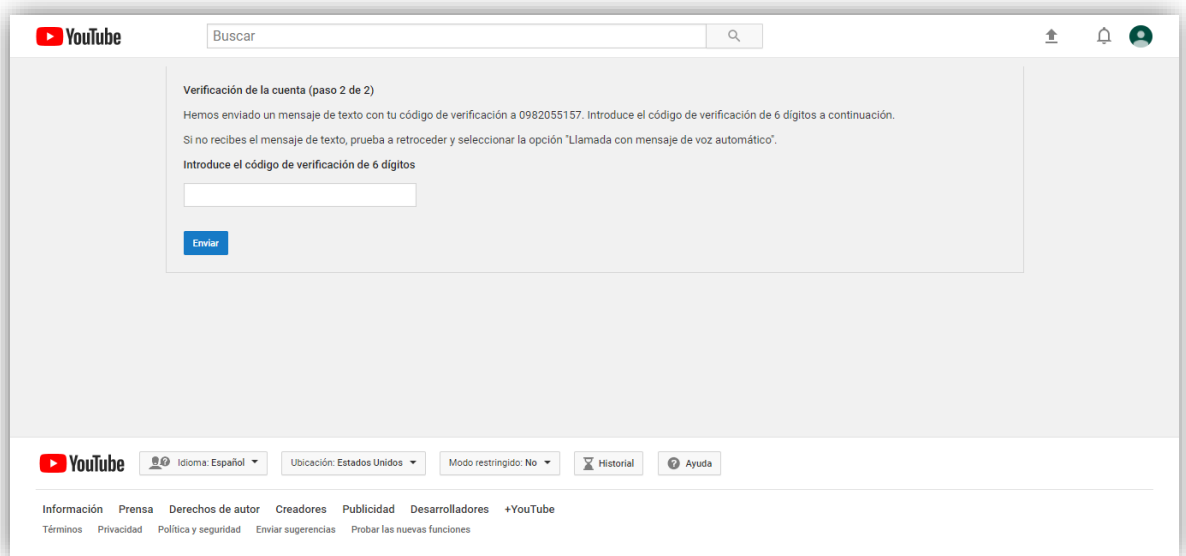 YouTube
Buscar
Verificación de la cuenta (paso 2 de 2)
Hemos enviado un mensaje de texto con tu código de verificación a 0982055157. Introduce el código de verificación de 6 dígitos a continuación.
Si no recibes el mensaje de texto, prueba a retroceder y seleccionar la opción "Llamada con mensaje de voz automático".
Introduce el código de verificación de 6 dígitos
Enviar
YouTube Idioma: Español Ubicación: Estados Unidos Modo restringido: No Historial Ayuda
Información Prensa Derechos de autor Creadores Publicidad Desarrolladores +YouTube
Términos Privacidad Política y seguridad Enviar sugerencias Probar las nuevas funciones